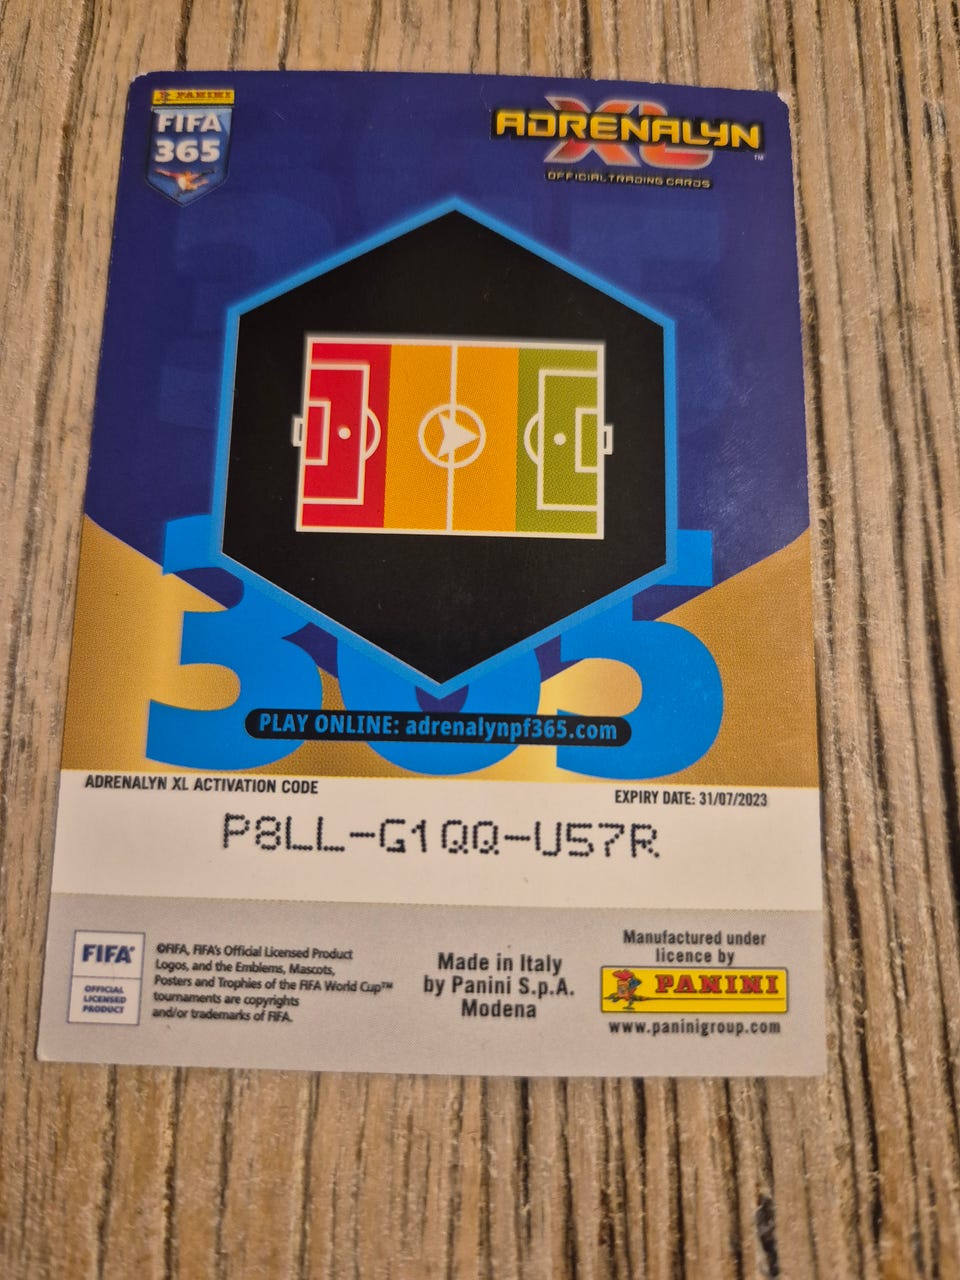 PANINI
FIFA
365
ADRENALYN
XL
™
OFFICIAL TRADING CARDS
365
PLAY ONLINE: adrenalynpf365.com
ADRENALYN XL ACTIVATION CODE
EXPIRY DATE: 31/07/2023
P8LL-G1QQ-U57R
FIFA®
OFFICIAL
LICENSED
PRODUCT
©FIFA, FIFA's Official Licensed Product
Logos, and the Emblems, Mascots,
Posters and Trophies of the FIFA World Cup™
tournaments are copyrights
and/or trademarks of FIFA.
Made in Italy
by Panini S.p.A.
Modena
Manufactured under
licence by
PANINI
www.paninigroup.com